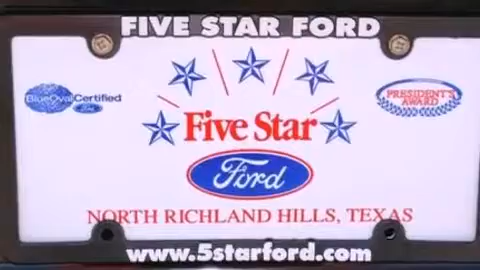 FIVE STAR FORD
BlueOvalCertified
Ford
PRESIDENT'S
AWARD
Five Star
Ford
NORTH RICHLAND HILLS, TEXAS
www.5starford.com